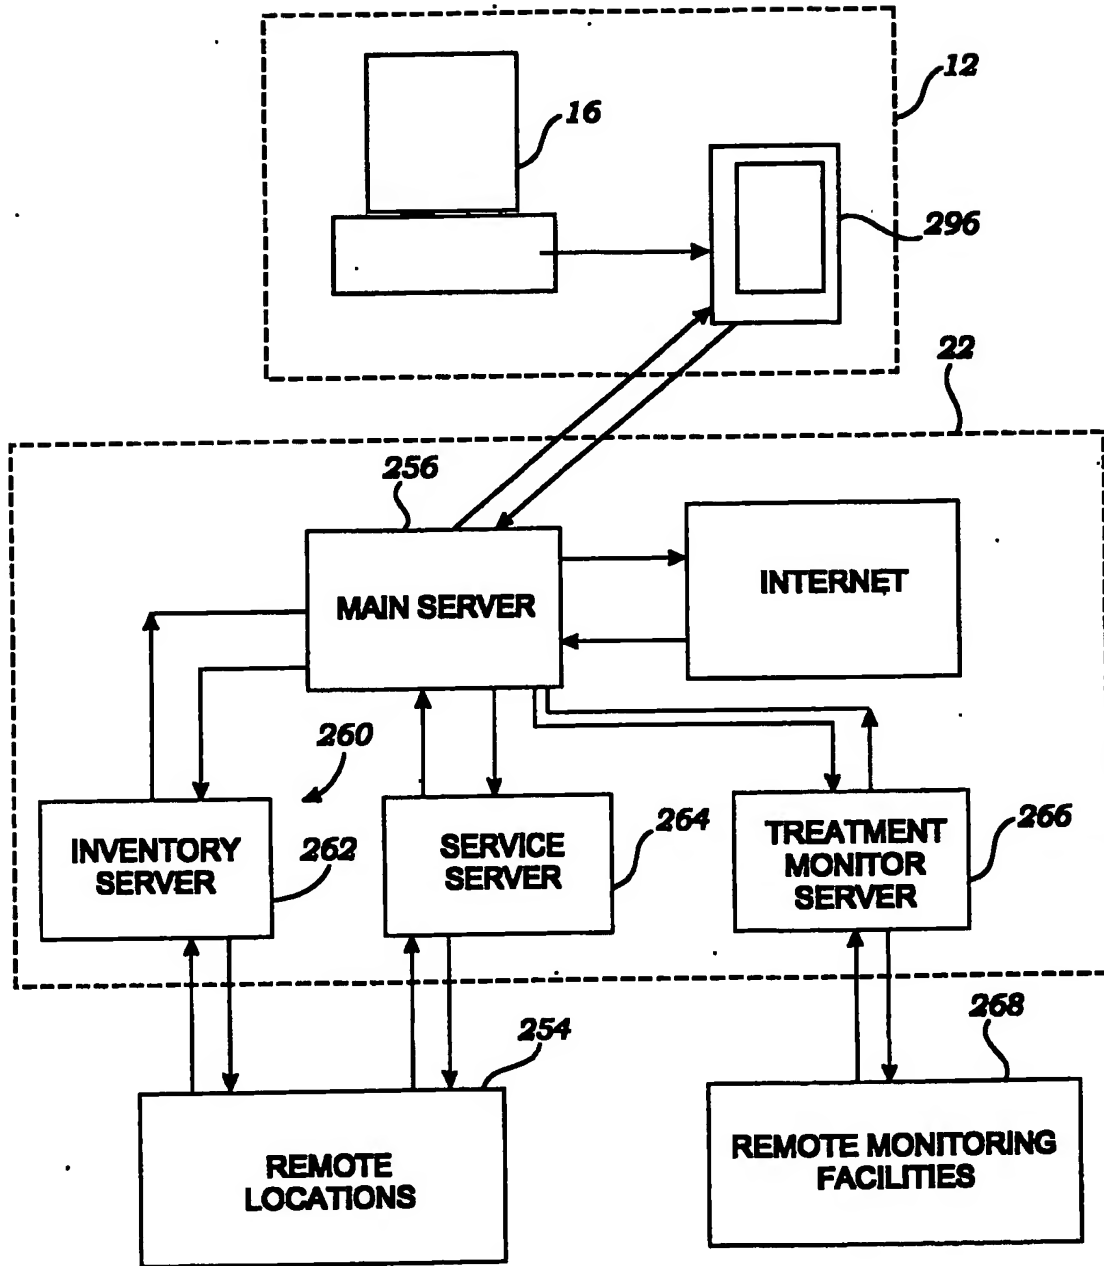 12
16
296
22
256
MAIN SERVER
INTERNET
260
INVENTORY
SERVER
262
SERVICE
SERVER
264
TREATMENT
MONITOR
SERVER
266
254
268
REMOTE
LOCATIONS
REMOTE MONITORING
FACILITIES